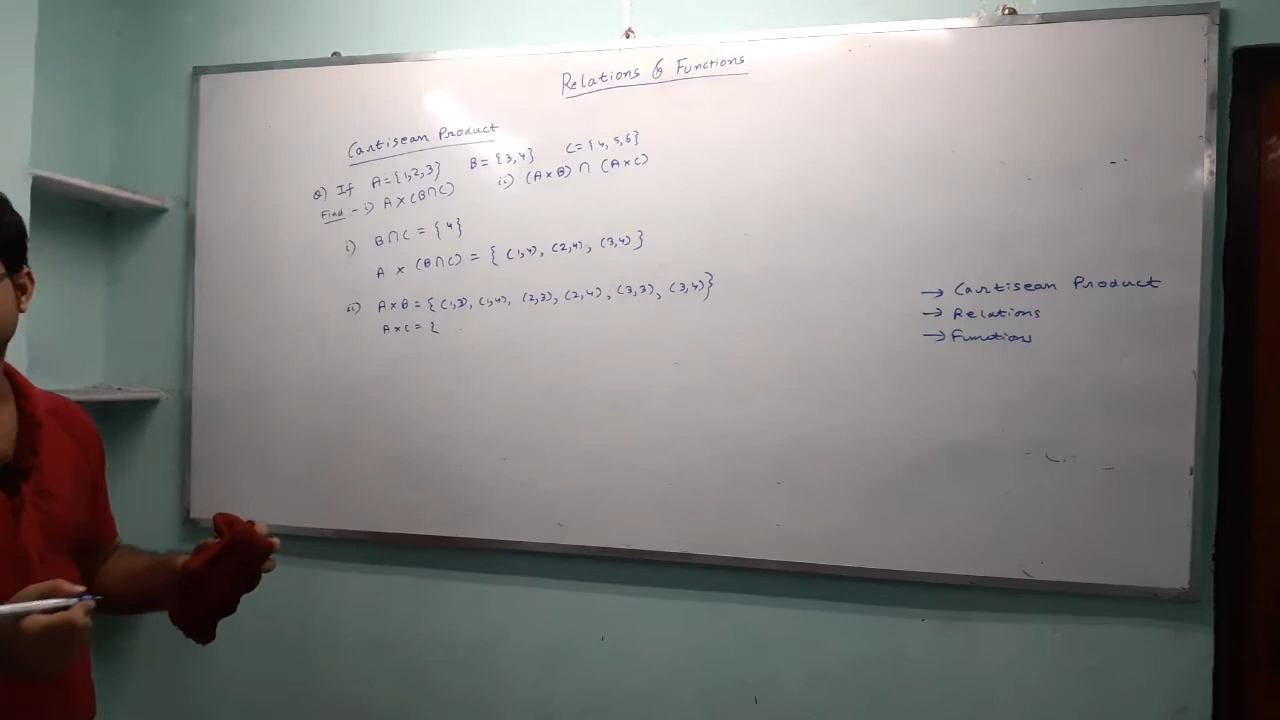 Relations & Functions
Cartisean Product
Q) If A={1,2,3} B={3,4} C={4,5,6}
Find:- i) A×(B∩C) ii) (A×B)∩(A×C)
i) B∩C = {4}
A × (B∩C) = {(1,4), (2,4), (3,4)}
ii) A×B = {(1,3), (1,4), (2,3), (2,4), (3,3), (3,4)}
A×C = {
→ Cartisean Product
→ Relations
→ Functions